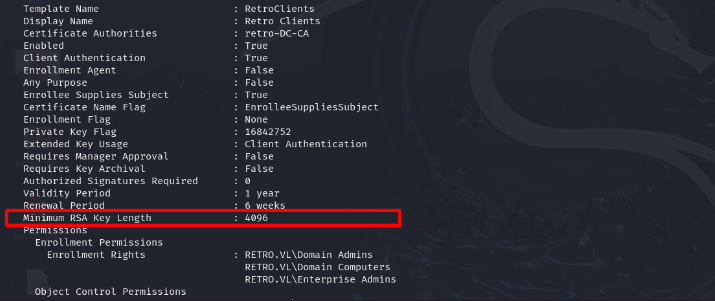 Template Name : RetroClients
Display Name : Retro Clients
Certificate Authorities : retro-DC-CA
Enabled : True
Client Authentication : True
Enrollment Agent : False
Any Purpose : False
Enrollee Supplies Subject : True
Certificate Name Flag : EnrolleeSuppliesSubject
Enrollment Flag : None
Private Key Flag : 16842752
Extended Key Usage : Client Authentication
Requires Manager Approval : False
Requires Key Archival : False
Authorized Signatures Required : 0
Validity Period : 1 year
Renewal Period : 6 weeks
Minimum RSA Key Length : 4096
Permissions
Enrollment Permissions
Enrollment Rights : RETRO.VL\Domain Admins
RETRO.VL\Domain Computers
RETRO.VL\Enterprise Admins
Object Control Permissions